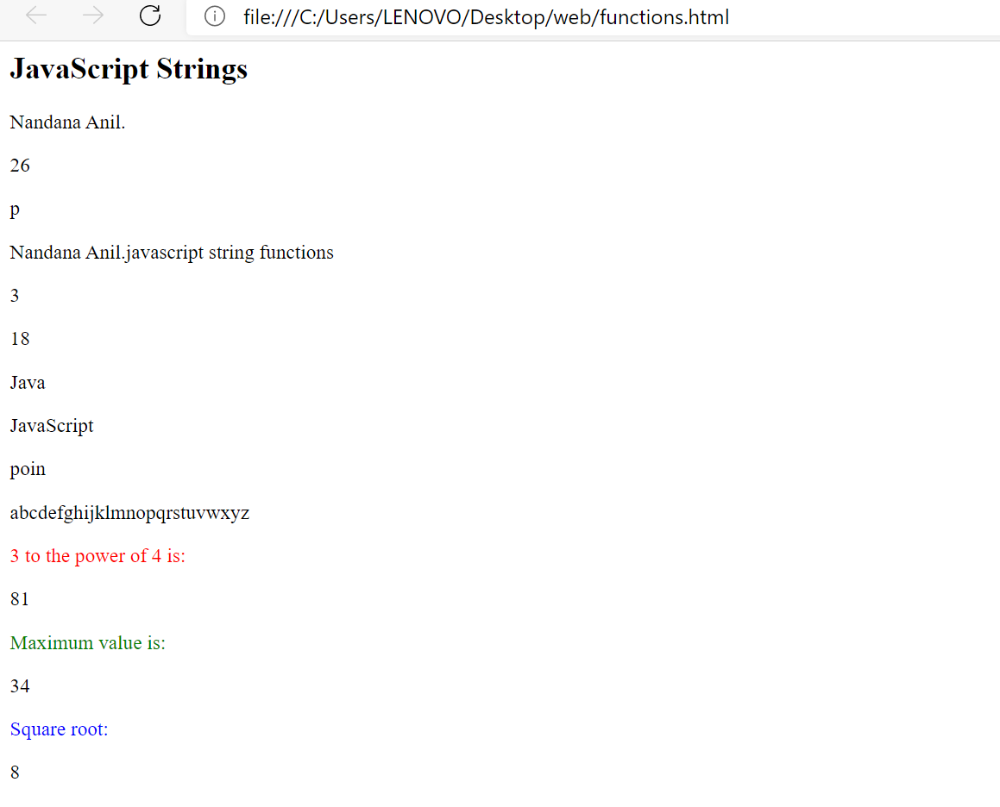 file:///C:/Users/LENOVO/Desktop/web/functions.html
JavaScript Strings
Nandana Anil.
26
p
Nandana Anil.javascript string functions
3
18
Java
JavaScript
poin
abcdefghijklmnopqrstuvwxyz
3 to the power of 4 is:
81
Maximum value is:
34
Square root:
8